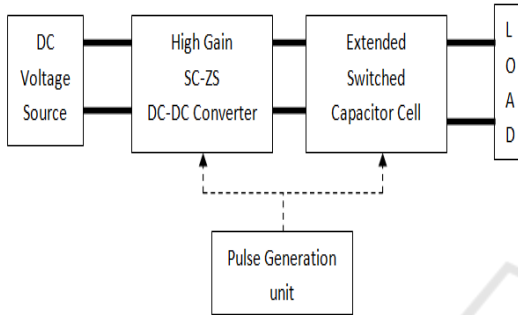 DC
Voltage
Source
High Gain
SC-ZS
DC-DC Converter
Extended
Switched
Capacitor Cell
L
O
A
D
Pulse Generation
unit